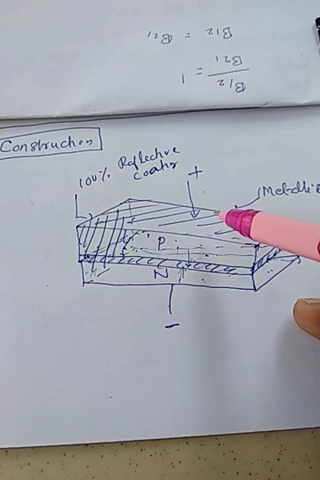 B12 = B21
B12
B21
= 1
Construction
100% Reflective
coating
+
P
N
-